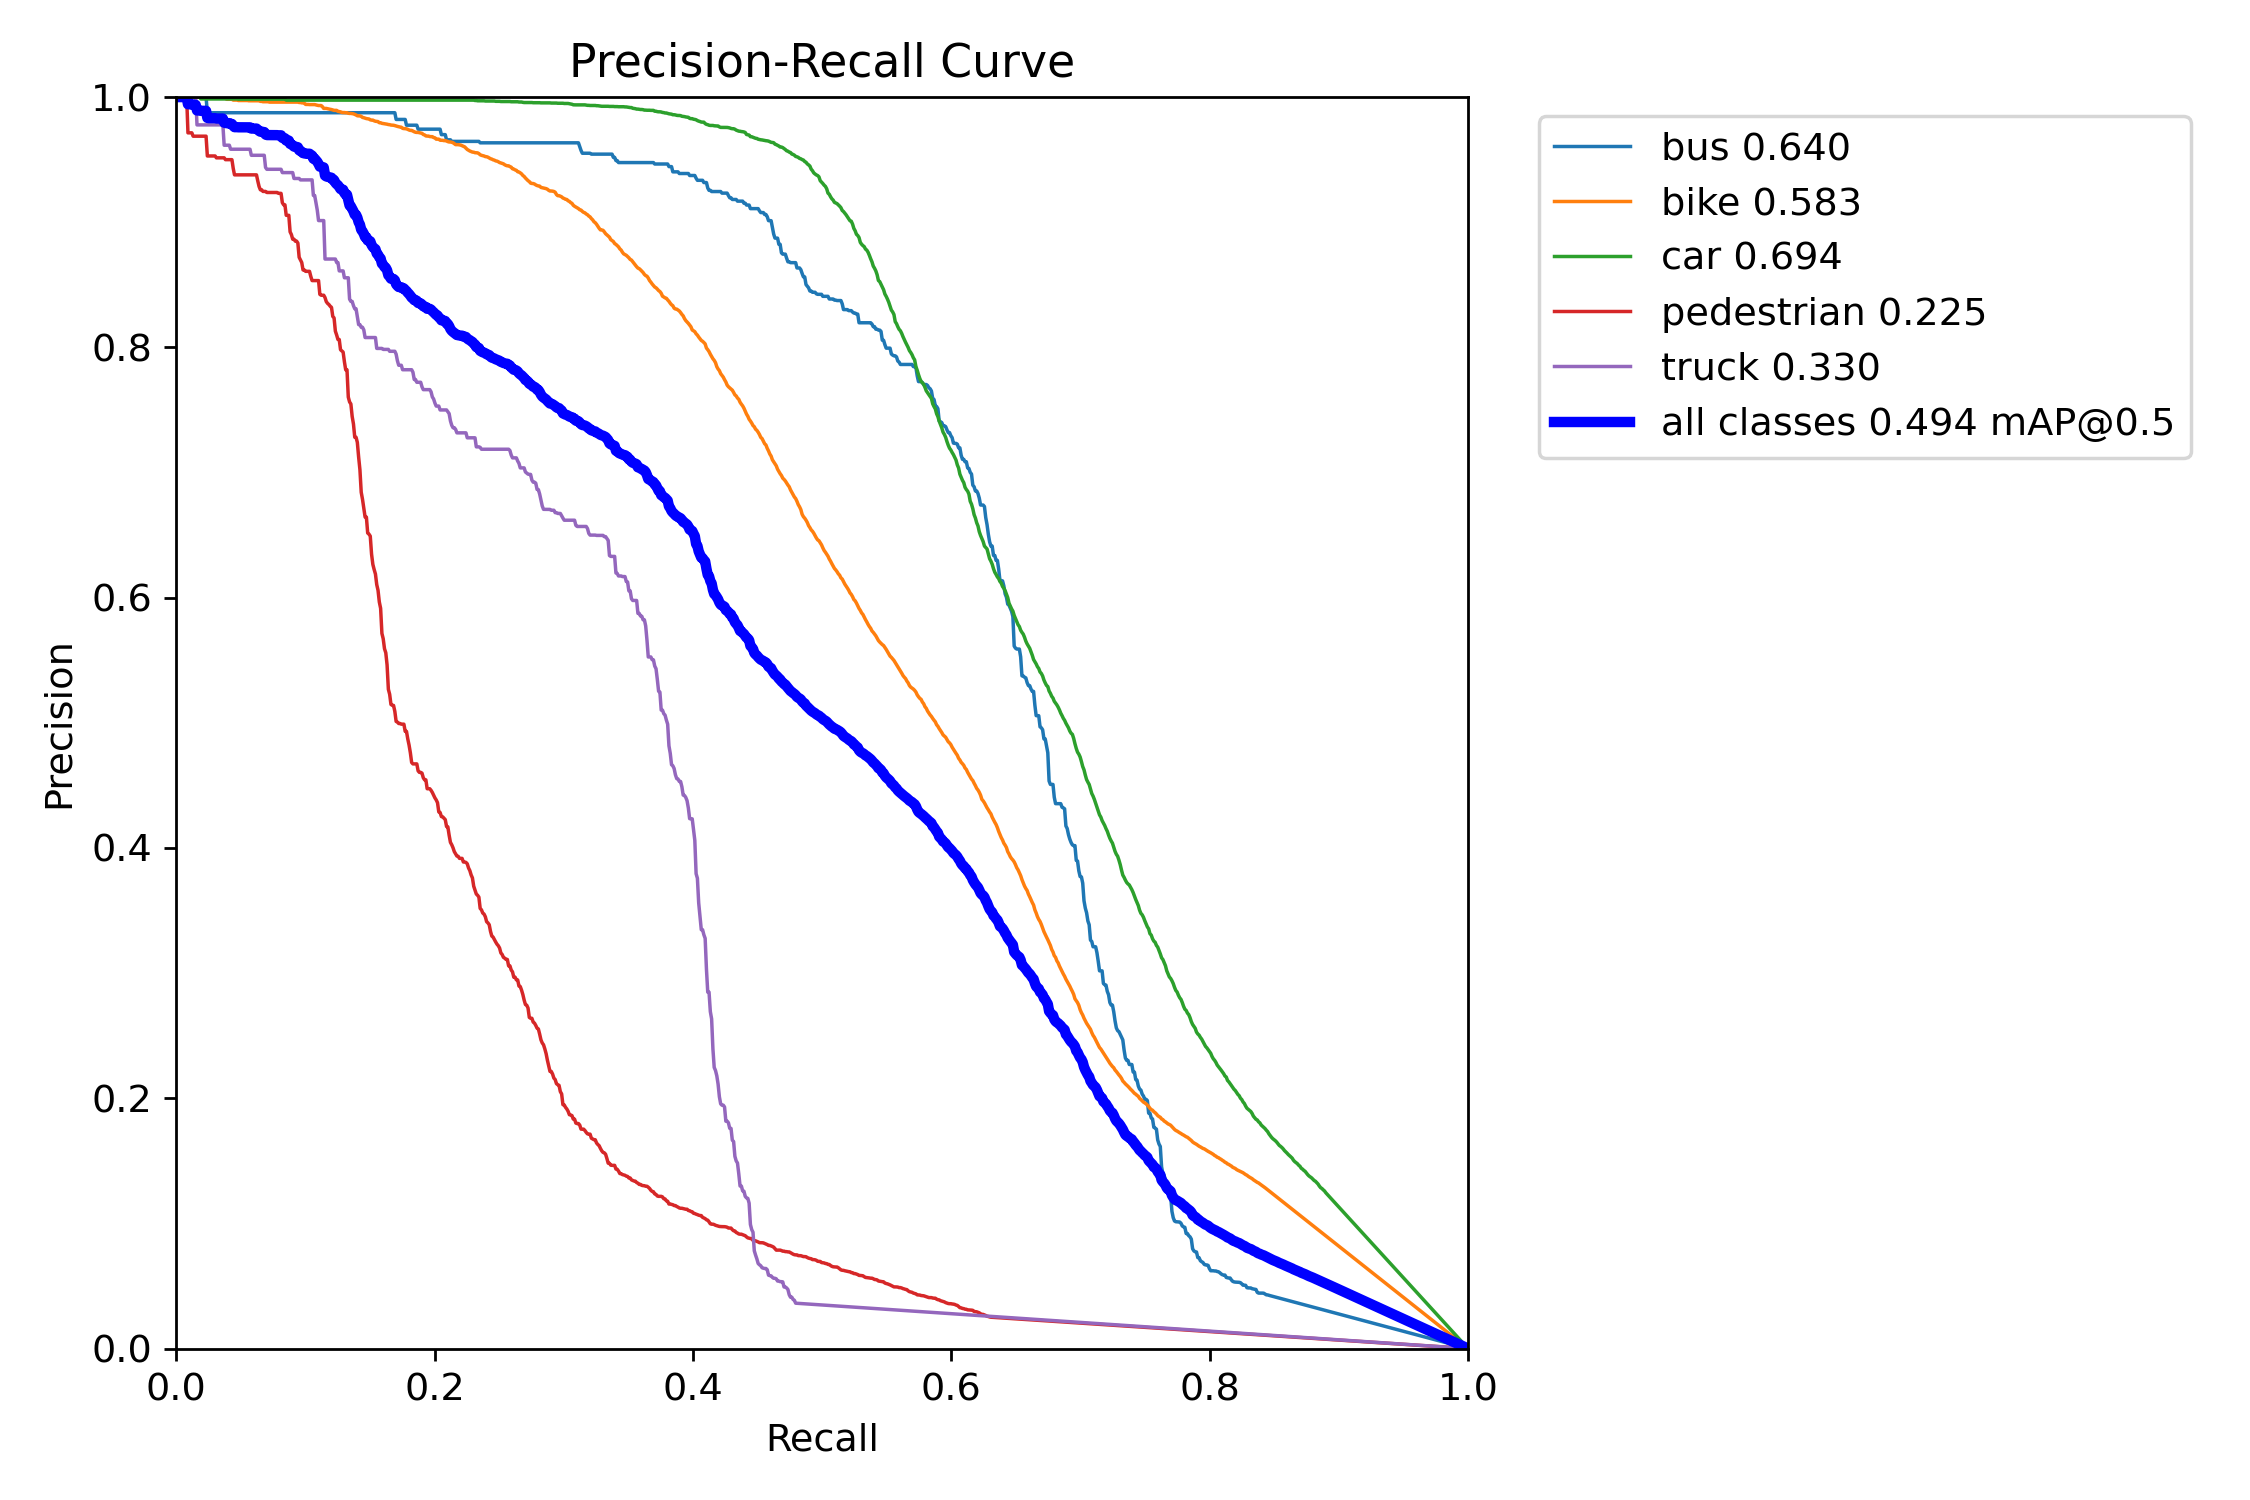 Precision-Recall Curve
1.0
0.8
0.6
0.4
0.2
0.0
Precision
0.0 0.2 0.4 0.6 0.8 1.0
Recall
bus 0.640
bike 0.583
car 0.694
pedestrian 0.225
truck 0.330
all classes 0.494 mAP@0.5